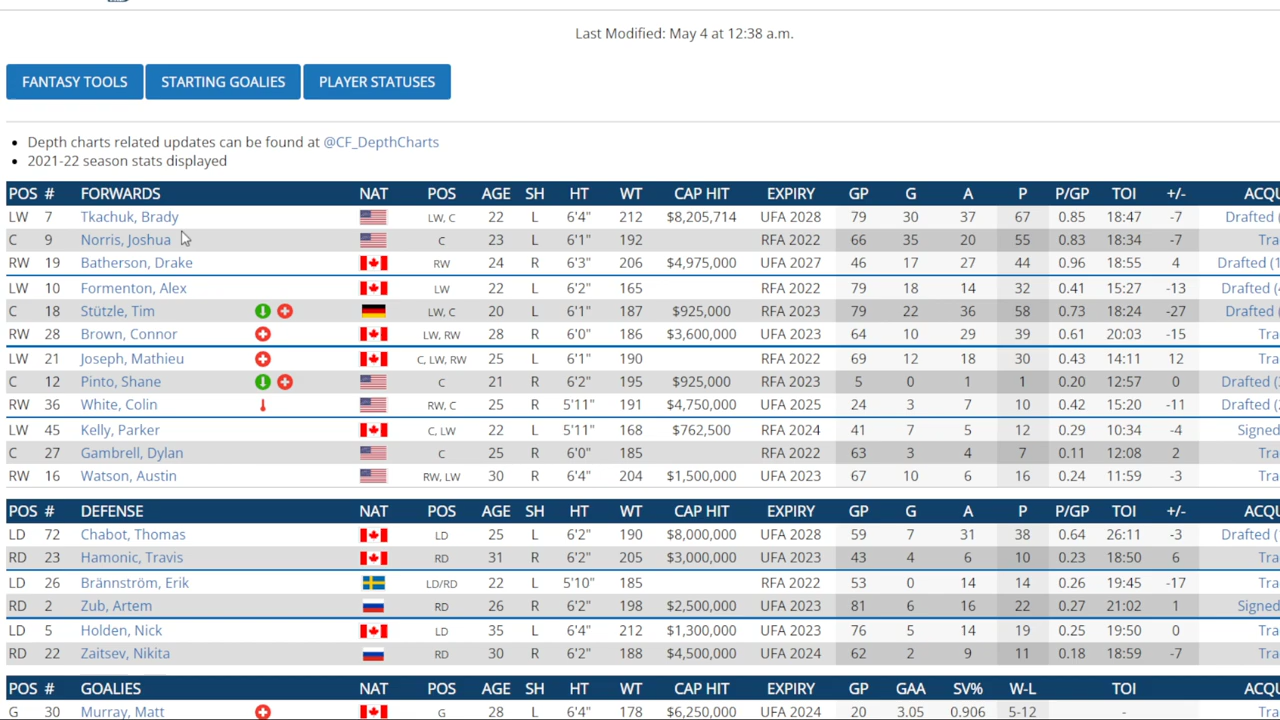 Last Modified: May 4 at 12:38 a.m.
FANTASY TOOLS STARTING GOALIES PLAYER STATUSES
Depth charts related updates can be found at @CF_DepthCharts
2021-22 season stats displayed
POS # FORWARDS NAT POS AGE SH HT WT CAP HIT EXPIRY GP G A P P/GP TOI +/- ACQU
LW 7 Tkachuk, Brady LW, C 22 L 6'4" 212 $8,205,714 UFA 2028 79 30 37 67 0.85 18:47 -7 Drafted
C 9 Norris, Joshua C 23 L 6'1" 192 RFA 2022 66 35 20 55 0.83 18:34 -7 Tra
RW 19 Batherson, Drake RW 24 R 6'3" 206 $4,975,000 UFA 2027 46 17 27 44 0.96 18:55 4 Drafted (1
LW 10 Formenton, Alex LW 22 L 6'2" 165 RFA 2022 79 18 14 32 0.41 15:27 -13 Drafted (4
C 18 Stützle, Tim LW, C 20 L 6'1" 187 $925,000 RFA 2023 79 22 36 58 0.73 18:24 -27 Drafted (
RW 28 Brown, Connor LW, RW 28 R 6'0" 186 $3,600,000 UFA 2023 64 10 29 39 0.61 20:03 -15 Tra
LW 21 Joseph, Mathieu C, LW, RW 25 L 6'1" 190 RFA 2022 69 12 18 30 0.43 14:11 12 Tra
C 12 Pinto, Shane C 21 R 6'2" 195 $925,000 RFA 2023 5 0 1 1 0.20 12:57 0 Drafted (
RW 36 White, Colin RW, C 25 R 5'11" 191 $4,750,000 UFA 2025 24 3 7 10 0.42 15:20 -11 Drafted (
LW 45 Kelly, Parker C, LW 22 L 5'11" 168 $762,500 RFA 2024 41 7 5 12 0.29 10:34 -4 Signed
C 27 Gambrell, Dylan C 25 R 6'0" 185 RFA 2022 63 3 4 7 0.11 12:08 2 Tra
RW 16 Watson, Austin RW, LW 30 R 6'4" 204 $1,500,000 UFA 2023 67 10 6 16 0.24 11:59 -3 Tra
POS # DEFENSE NAT POS AGE SH HT WT CAP HIT EXPIRY GP G A P P/GP TOI +/- ACQU
LD 72 Chabot, Thomas LD 25 L 6'2" 190 $8,000,000 UFA 2028 59 7 31 38 0.64 26:11 -3 Drafted (
RD 23 Hamonic, Travis RD 31 R 6'2" 205 $3,000,000 UFA 2023 43 4 6 10 0.23 18:50 6 Tra
LD 26 Brännström, Erik LD/RD 22 L 5'10" 185 RFA 2022 53 0 14 14 0.26 19:45 -17 Tra
RD 2 Zub, Artem RD 26 R 6'2" 198 $2,500,000 UFA 2023 81 6 16 22 0.27 21:02 1 Signed
LD 5 Holden, Nick LD 35 L 6'4" 212 $1,300,000 UFA 2023 76 5 14 19 0.25 19:50 0 Tra
RD 22 Zaitsev, Nikita RD 30 R 6'2" 188 $4,500,000 UFA 2024 62 2 9 11 0.18 18:59 -7 Tra
POS # GOALIES NAT POS AGE SH HT WT CAP HIT EXPIRY GP GAA SV% W-L TOI ACQU
G 30 Murray, Matt G 28 L 6'4" 178 $6,250,000 UFA 2024 20 3.05 0.906 5-12 - Tra